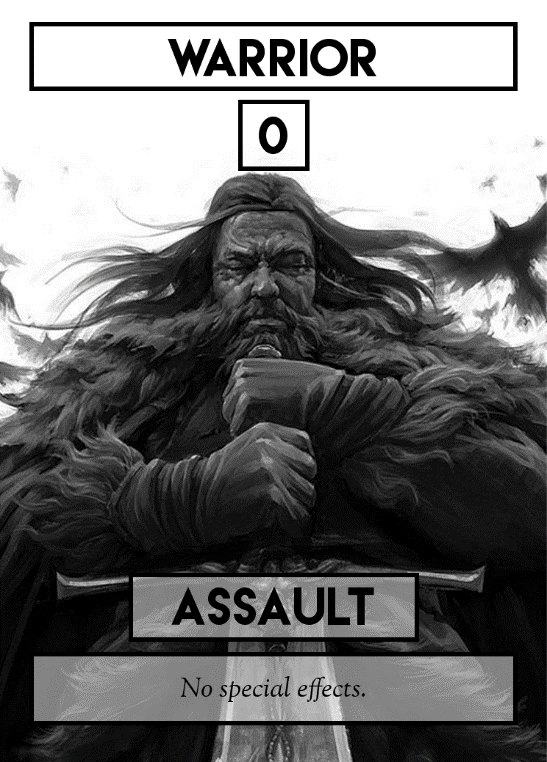 WARRIOR
0
ASSAULT
No special effects.